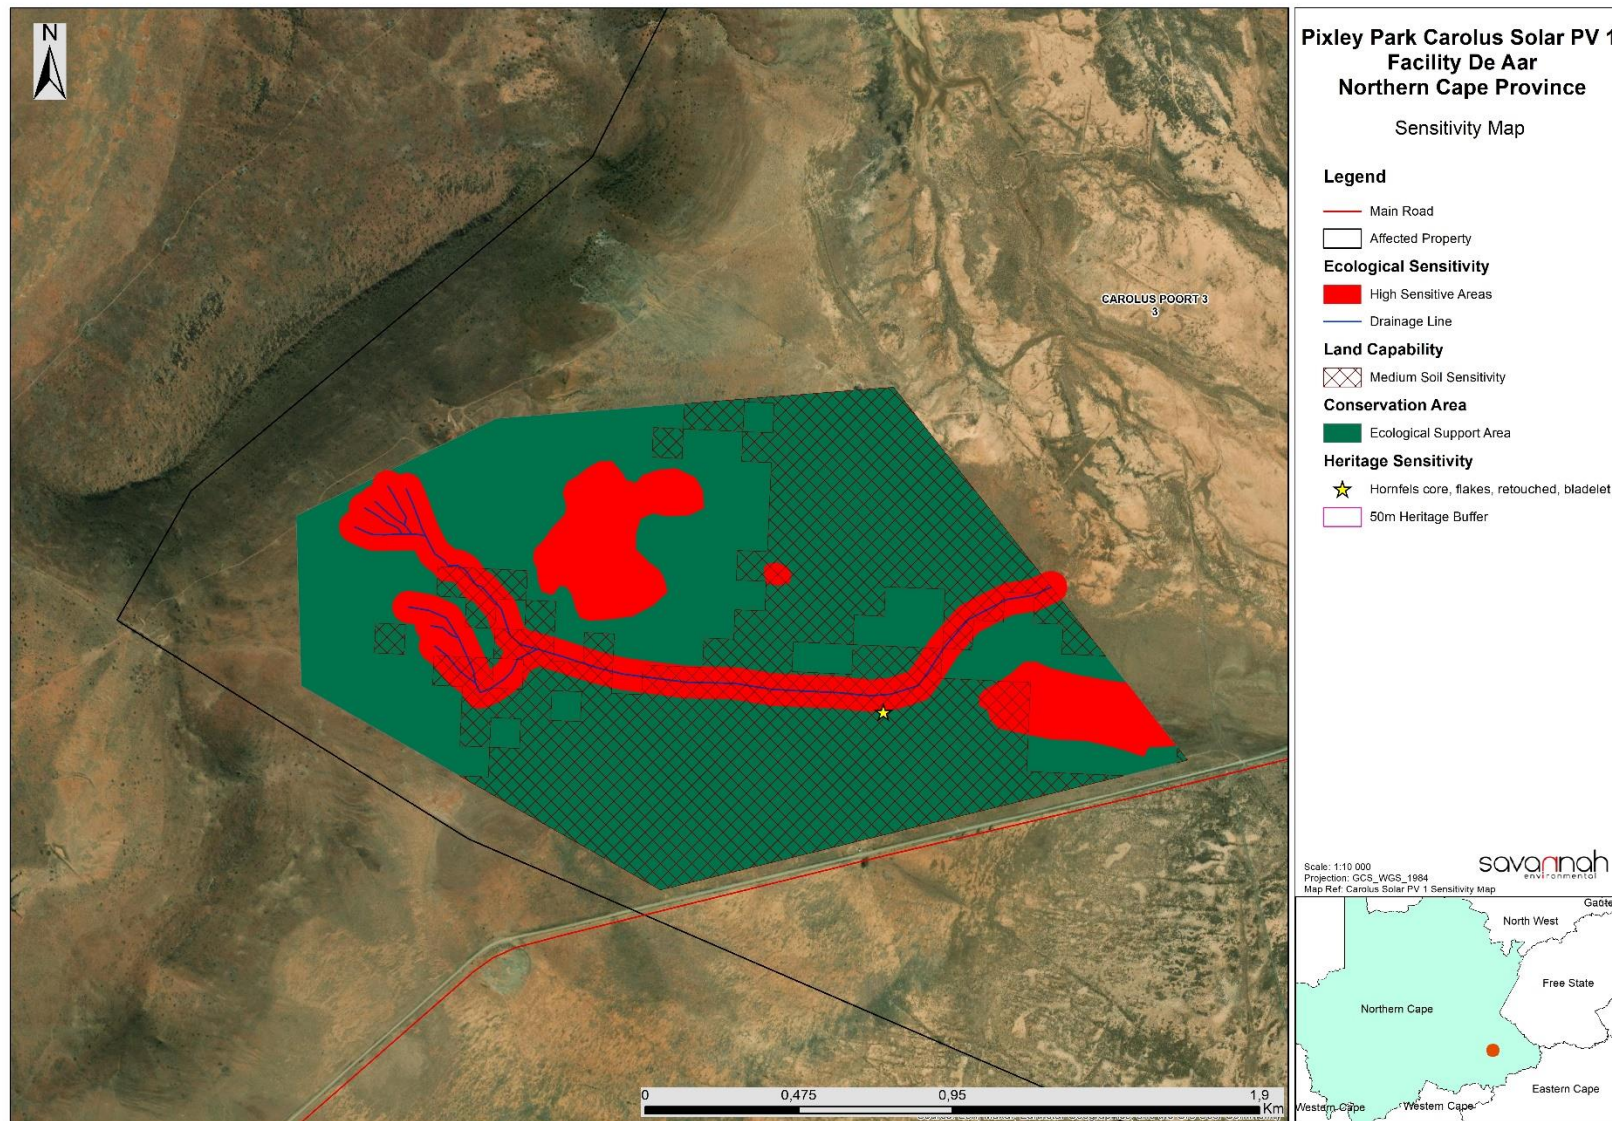 N
CAROLUS POORT 3
3
0
0,475
0,95
1,9
Km
Pixley Park Carolus Solar PV 1
Facility De Aar
Northern Cape Province
Sensitivity Map
Legend
Main Road
Affected Property
Ecological Sensitivity
High Sensitive Areas
Drainage Line
Land Capability
Medium Soil Sensitivity
Conservation Area
Ecological Support Area
Heritage Sensitivity
Hornfels core, flakes, retouched, bladelet
50m Heritage Buffer
Scale: 1:10 000
Projection: GCS_WGS_1984
Map Ref: Carolus Solar PV 1 Sensitivity Map
savannah
environmental
North West
Free State
Northern Cape
Eastern Cape
Western Cape
Western Cape